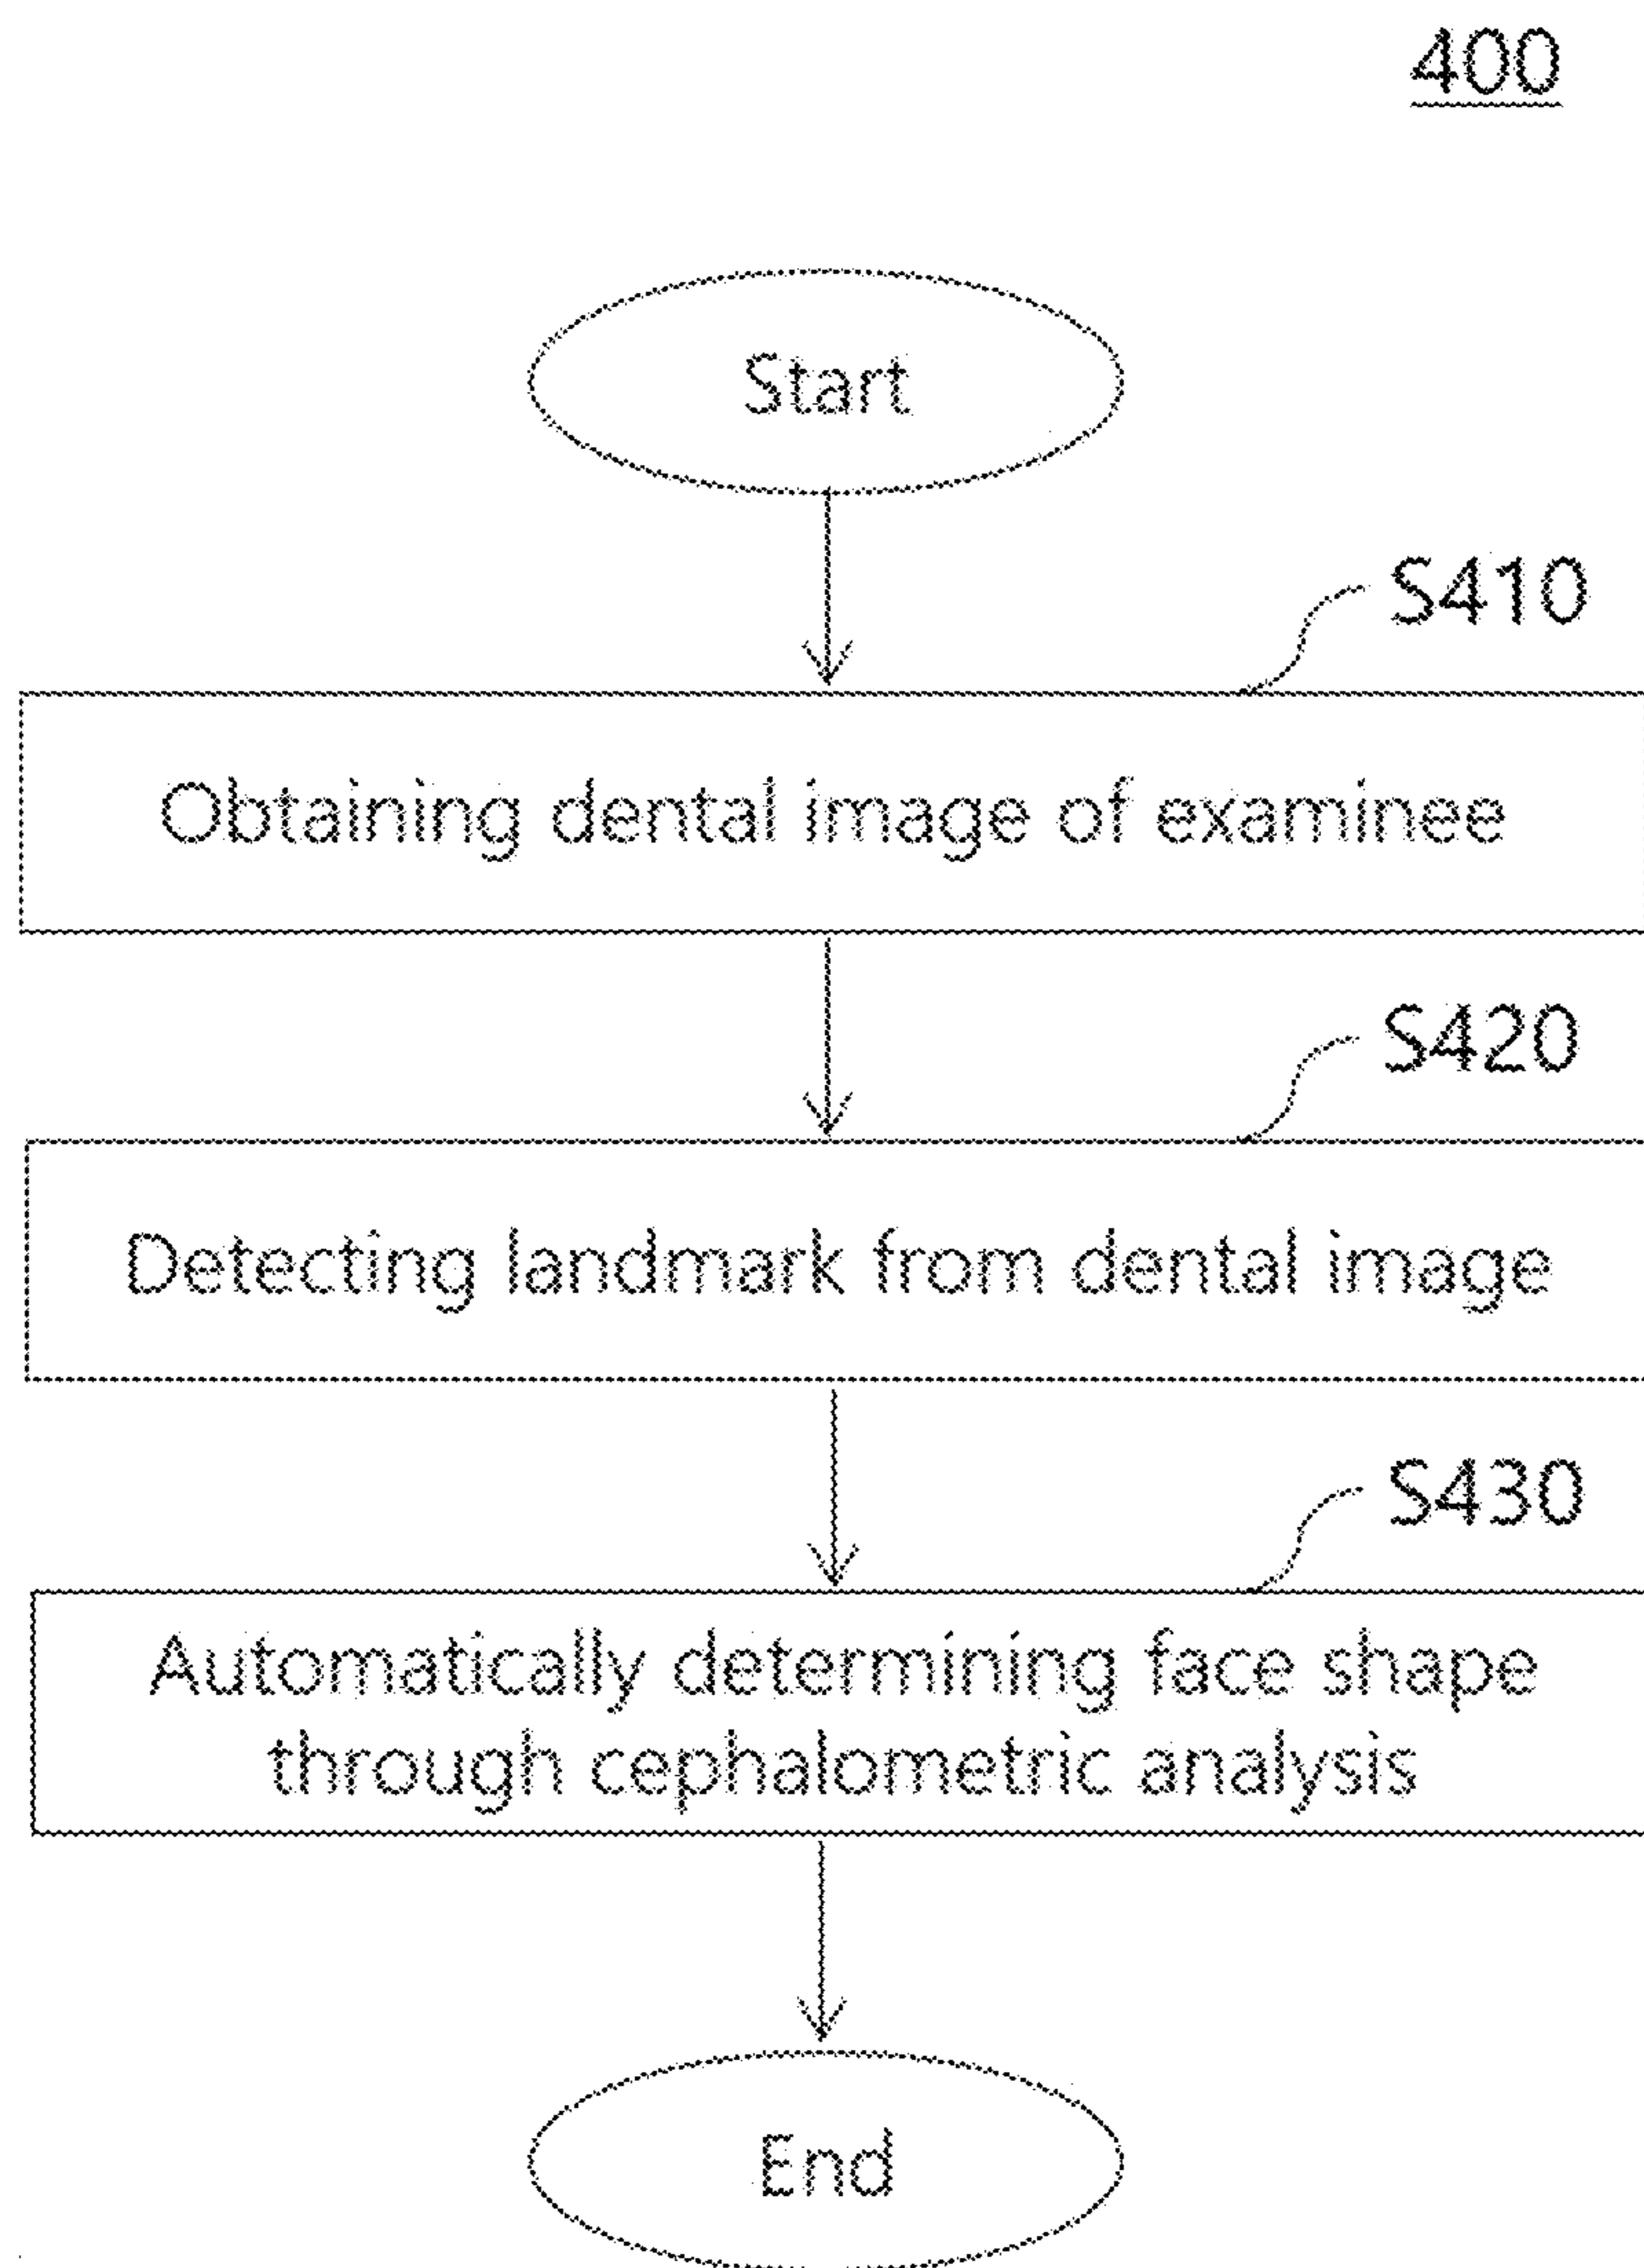 400
Start
S410
Obtaining dental image of examinee
S420
Detecting landmark from dental image
S430
Automatically determining face shape
through cephalometric analysis
End